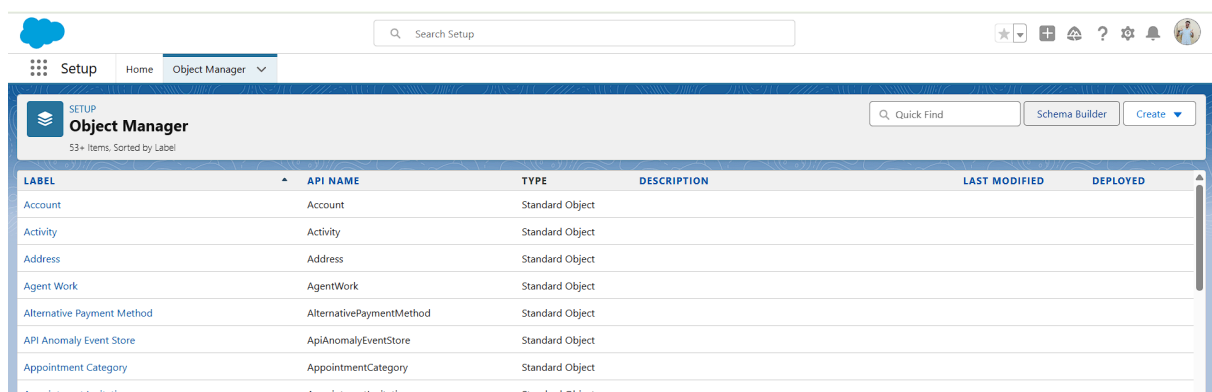 Search Setup
Setup Home Object Manager
SETUP
Object Manager
53+ Items, Sorted by Label
Quick Find Schema Builder Create
LABEL API NAME TYPE DESCRIPTION LAST MODIFIED DEPLOYED
Account Account Standard Object
Activity Activity Standard Object
Address Address Standard Object
Agent Work AgentWork Standard Object
Alternative Payment Method AlternativePaymentMethod Standard Object
API Anomaly Event Store ApiAnomalyEventStore Standard Object
Appointment Category AppointmentCategory Standard Object